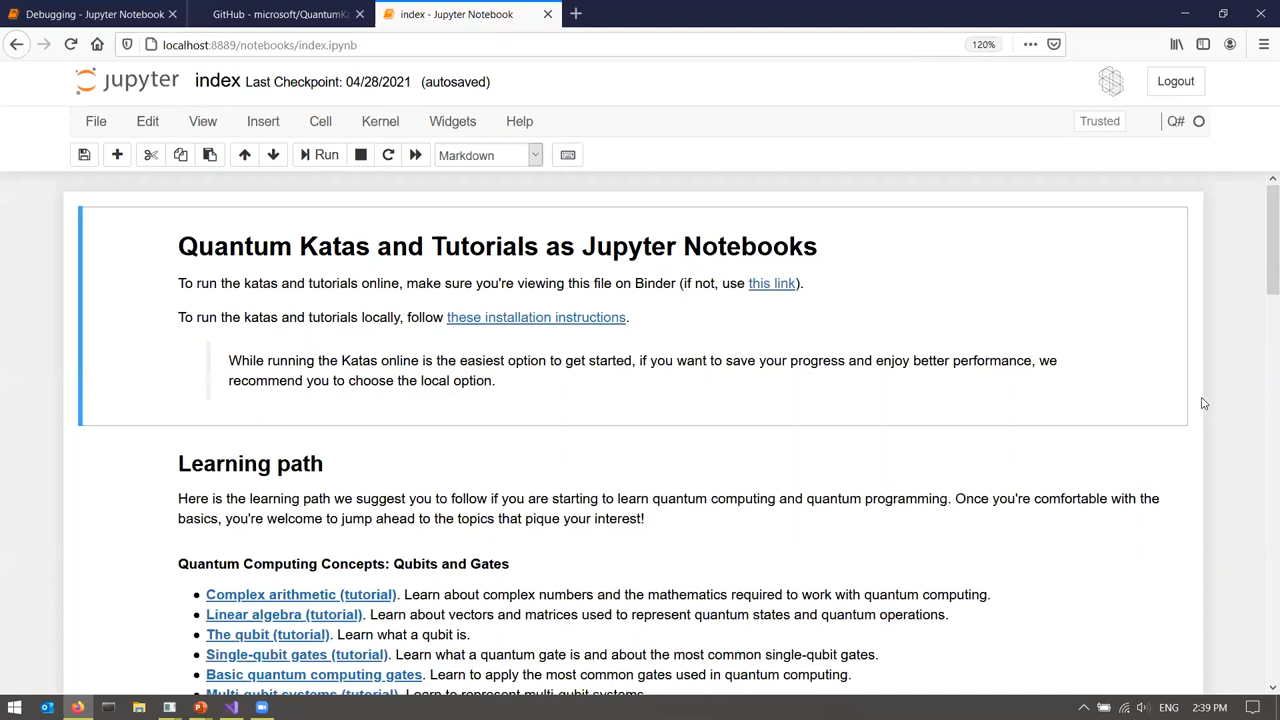 Debugging - Jupyter Notebook
GitHub - microsoft/QuantumKa
index - Jupyter Notebook
localhost:8889/notebooks/index.ipynb
120%
jupyter index Last Checkpoint: 04/28/2021 (autosaved)
Logout
File Edit View Insert Cell Kernel Widgets Help
Trusted
Q#
Run
Markdown
Quantum Katas and Tutorials as Jupyter Notebooks
To run the katas and tutorials online, make sure you're viewing this file on Binder (if not, use this link).
To run the katas and tutorials locally, follow these installation instructions.
While running the Katas online is the easiest option to get started, if you want to save your progress and enjoy better performance, we
recommend you to choose the local option.
Learning path
Here is the learning path we suggest you to follow if you are starting to learn quantum computing and quantum programming. Once you're comfortable with the
basics, you're welcome to jump ahead to the topics that pique your interest!
Quantum Computing Concepts: Qubits and Gates
• Complex arithmetic (tutorial). Learn about complex numbers and the mathematics required to work with quantum computing.
• Linear algebra (tutorial). Learn about vectors and matrices used to represent quantum states and quantum operations.
• The qubit (tutorial). Learn what a qubit is.
• Single-qubit gates (tutorial). Learn what a quantum gate is and about the most common single-qubit gates.
• Basic quantum computing gates. Learn to apply the most common gates used in quantum computing.
• Multi-qubit systems (tutorial). Learn to represent multi-qubit systems.
ENG
2:39 PM